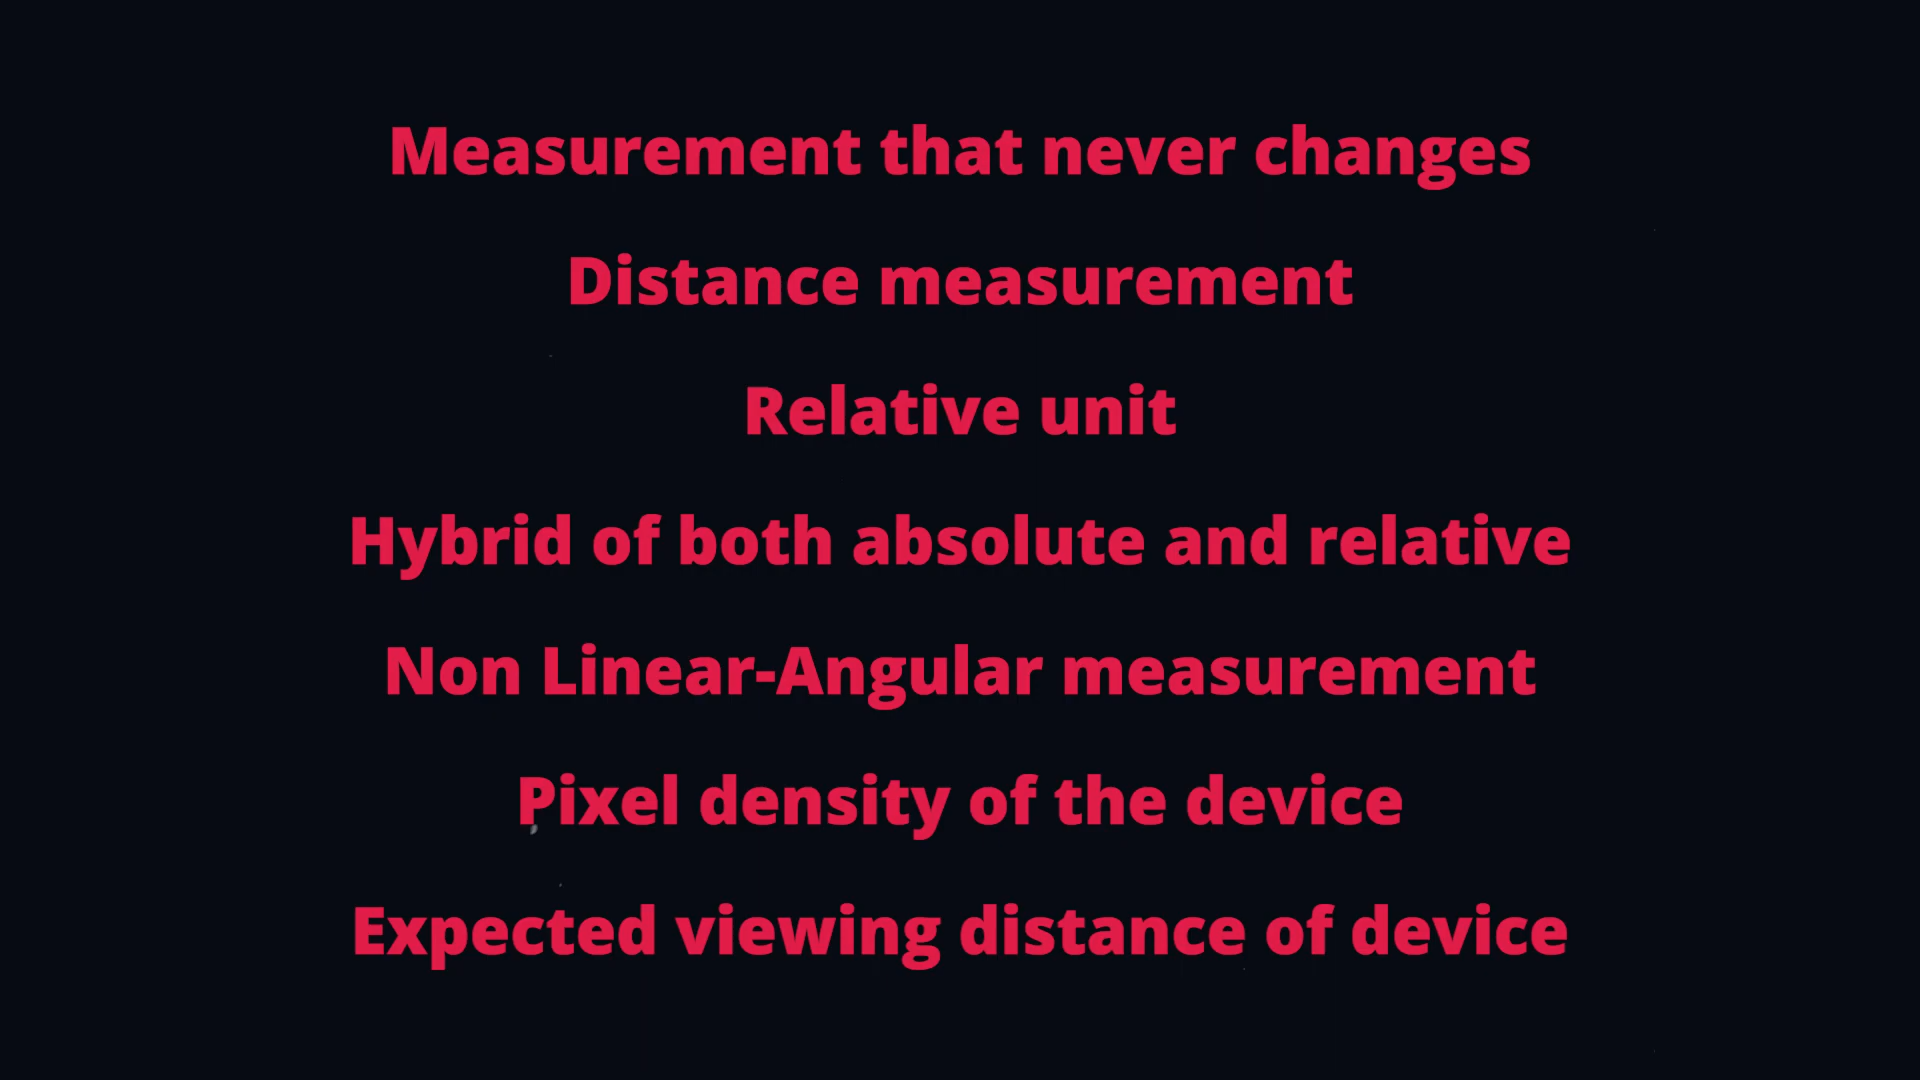 Measurement that never changes
Distance measurement
Relative unit
Hybrid of both absolute and relative
Non Linear-Angular measurement
Pixel density of the device
Expected viewing distance of device